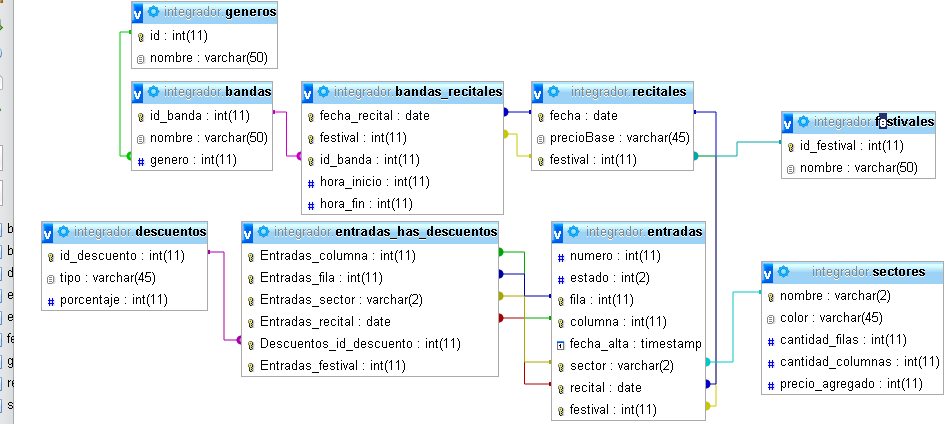 integrador.generos
id : int(11)
nombre : varchar(50)
integrador.bandas
id_banda : int(11)
nombre : varchar(50)
genero : int(11)
integrador.bandas_recitales
fecha_recital : date
festival : int(11)
id_banda : int(11)
hora_inicio : int(11)
hora_fin : int(11)
integrador.recitales
fecha : date
precioBase : varchar(45)
festival : int(11)
integrador.festivales
id_festival : int(11)
nombre : varchar(50)
integrador.descuentos
id_descuento : int(11)
tipo : varchar(45)
porcentaje : int(11)
integrador.entradas_has_descuentos
Entradas_columna : int(11)
Entradas_fila : int(11)
Entradas_sector : varchar(2)
Entradas_recital : date
Descuentos_id_descuento : int(11)
Entradas_festival : int(11)
integrador.entradas
numero : int(11)
estado : int(2)
fila : int(11)
columna : int(11)
fecha_alta : timestamp
sector : varchar(2)
recital : date
festival : int(11)
integrador.sectores
nombre : varchar(2)
color : varchar(45)
cantidad_filas : int(11)
cantidad_columnas : int(11)
precio_agregado : int(11)
b
b
d
e
e
fe
g
re
s